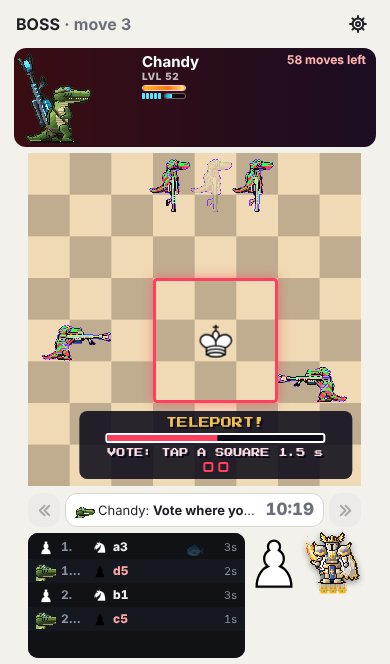 BOSS · move 3
Chandy
58 moves left
LVL 52
TELEPORT!
VOTE: TAP A SQUARE 1.5 s
Chandy: Vote where yo... 10:19
1. a3 3s
1... d5 2s
2. b1 3s
2... c5 1s